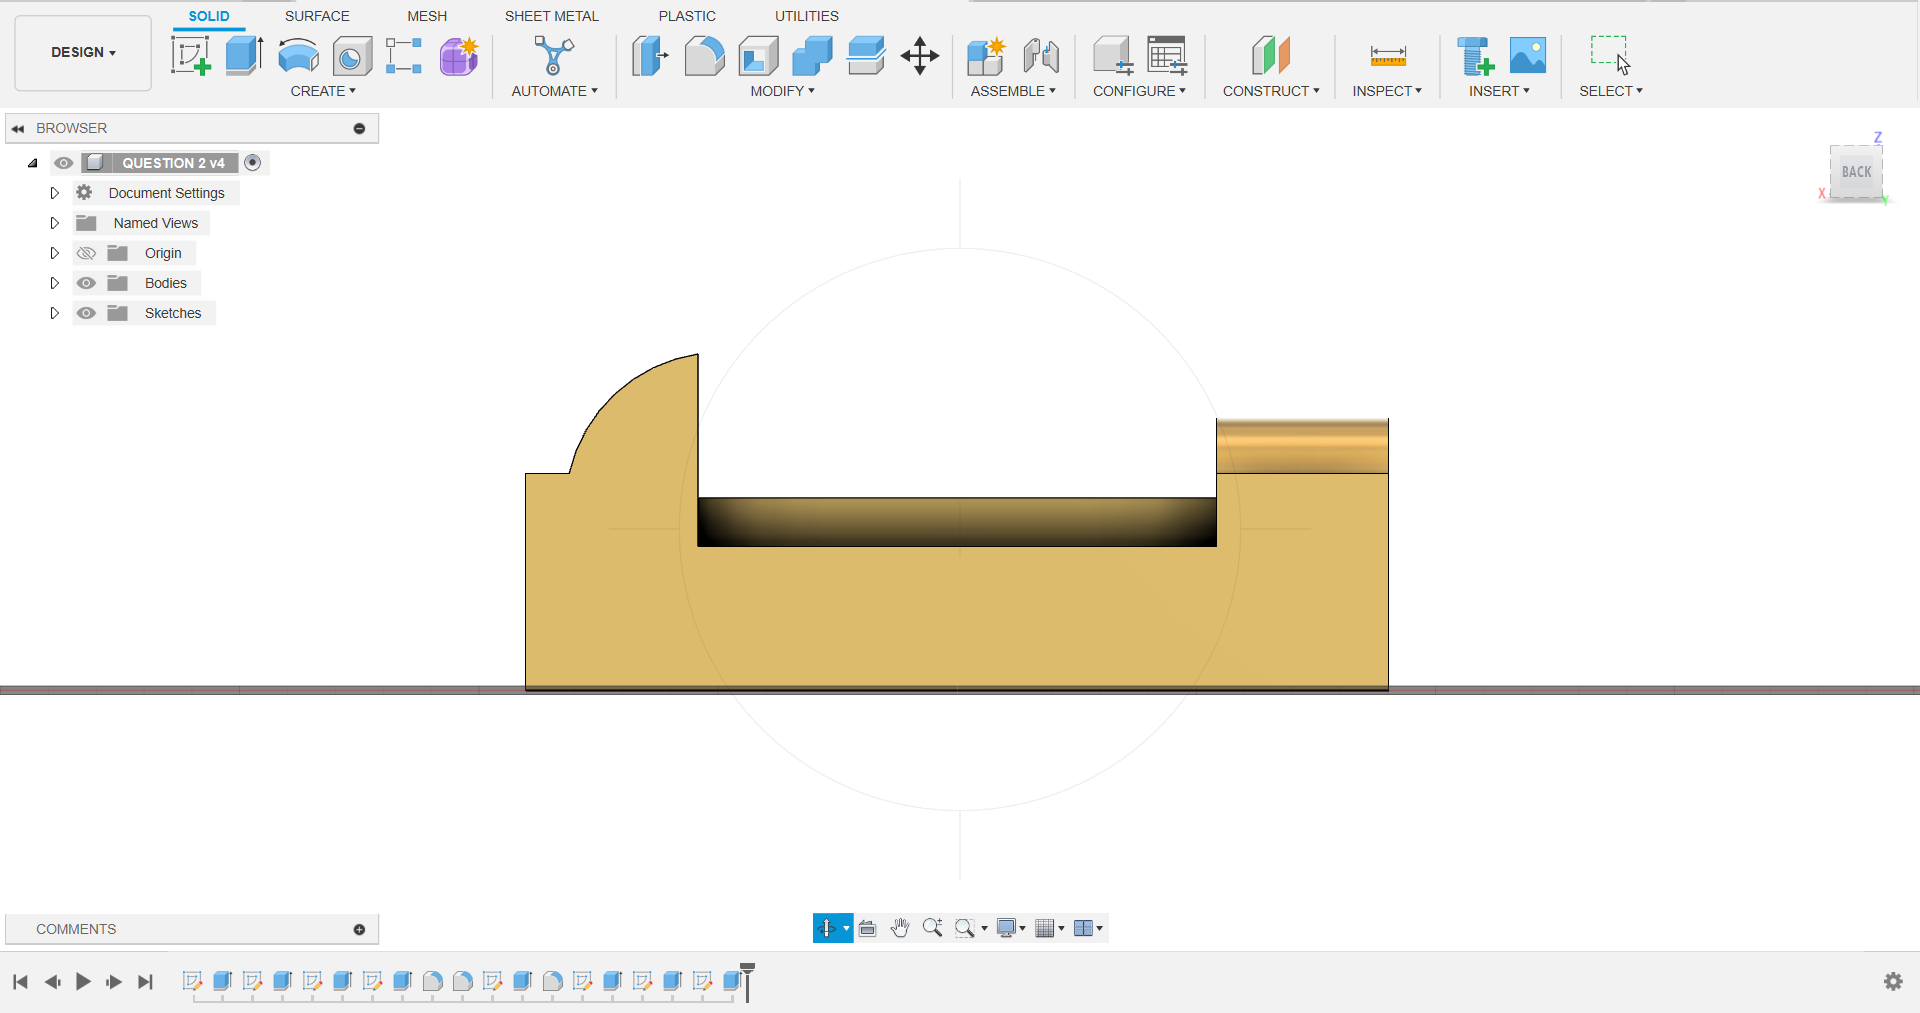 SOLID SURFACE MESH SHEET METAL PLASTIC UTILITIES
DESIGN
CREATE AUTOMATE MODIFY ASSEMBLE CONFIGURE CONSTRUCT INSPECT INSERT SELECT
BROWSER
QUESTION 2 v4
Document Settings
Named Views
Origin
Bodies
Sketches
Z
BACK
X
Y
COMMENTS